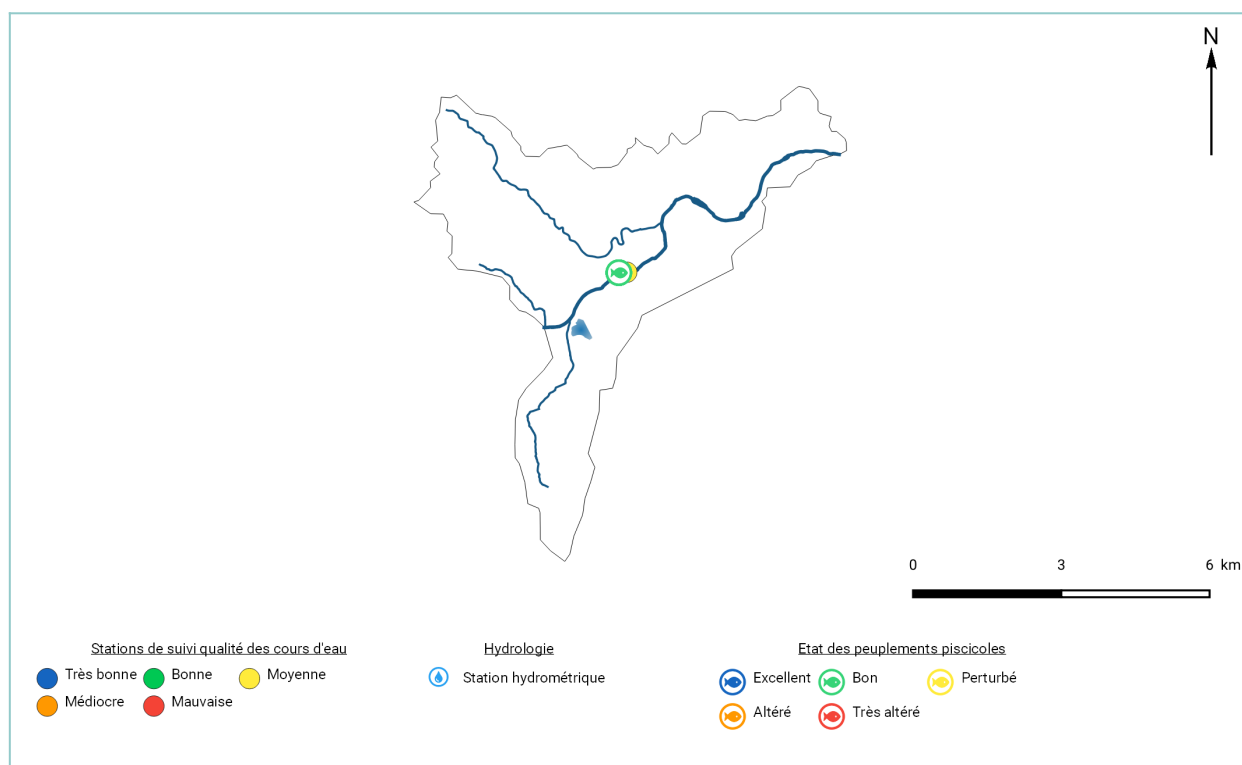 N
0 3 6 km
Stations de suivi qualité des cours d'eau
Très bonne Bonne Moyenne
Médiocre Mauvaise
Hydrologie
Station hydrométrique
Etat des peuplements piscicoles
Excellent Bon Perturbé
Altéré Très altéré